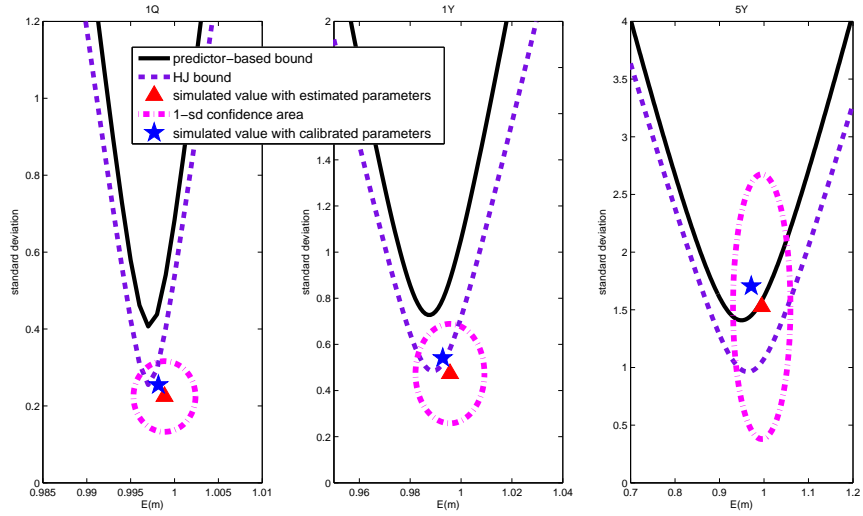 1Q
1.2
1
0.8
0.6
0.4
0.2
0
0.985 0.99 0.995 1 1.005 1.01
E(m)
standard deviation
1Y
2
1.4
1.2
1
0.8
0.6
0.4
0.2
0
0.96 0.98 1 1.02 1.04
E(m)
standard deviation
5Y
4
3.5
3
2.5
2
1.5
1
0.5
0
0.7 0.8 0.9 1 1.1 1.2
E(m)
standard deviation
predictor−based bound
HJ bound
simulated value with estimated parameters
1−sd confidence area
simulated value with calibrated parameters